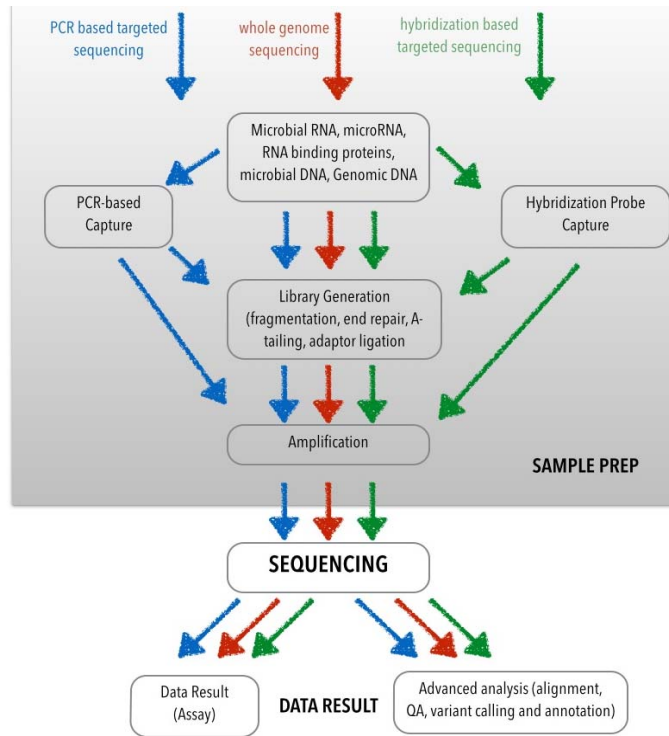 PCR based targeted
sequencing
whole genome
sequencing
hybridization based
targeted sequencing
Microbial RNA, microRNA,
RNA binding proteins,
microbial DNA, Genomic DNA
PCR-based
Capture
Hybridization Probe
Capture
Library Generation
(fragmentation, end repair, A-
tailing, adaptor ligation
Amplification
SAMPLE PREP
SEQUENCING
Data Result
(Assay)
DATA RESULT
Advanced analysis (alignment,
QA, variant calling and annotation)